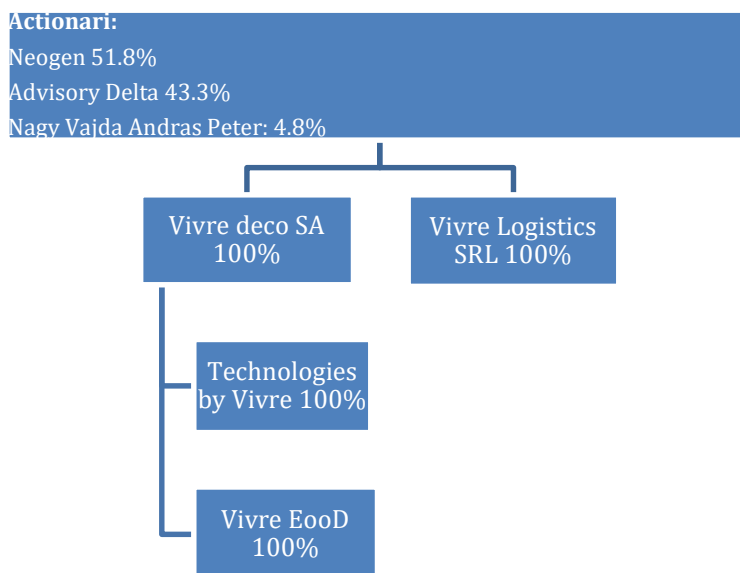 Actionari:
Neogen 51.8%
Advisory Delta 43.3%
Nagy Vajda Andras Peter: 4.8%
Vivre deco SA
100%
Vivre Logistics
SRL 100%
Technologies
by Vivre 100%
Vivre EooD
100%